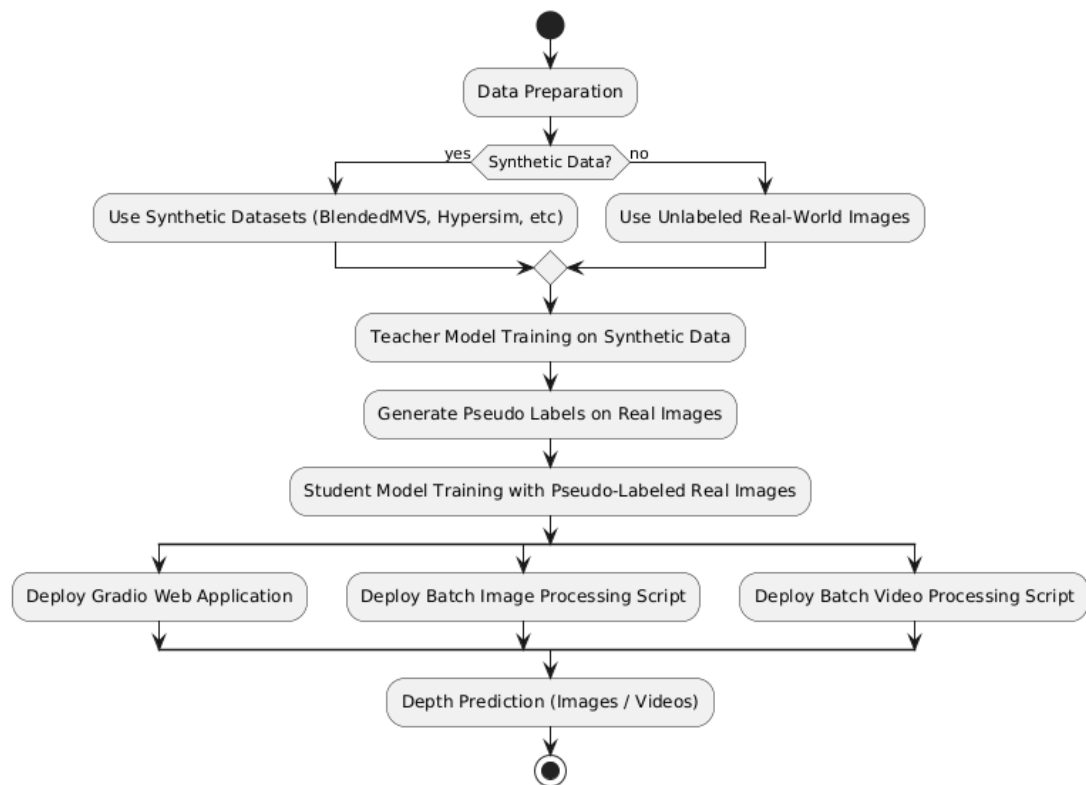 Data Preparation
yes
Synthetic Data?
no
Use Synthetic Datasets (BlendedMVS, Hypersim, etc)
Use Unlabeled Real-World Images
Teacher Model Training on Synthetic Data
Generate Pseudo Labels on Real Images
Student Model Training with Pseudo-Labeled Real Images
Deploy Gradio Web Application
Deploy Batch Image Processing Script
Deploy Batch Video Processing Script
Depth Prediction (Images / Videos)